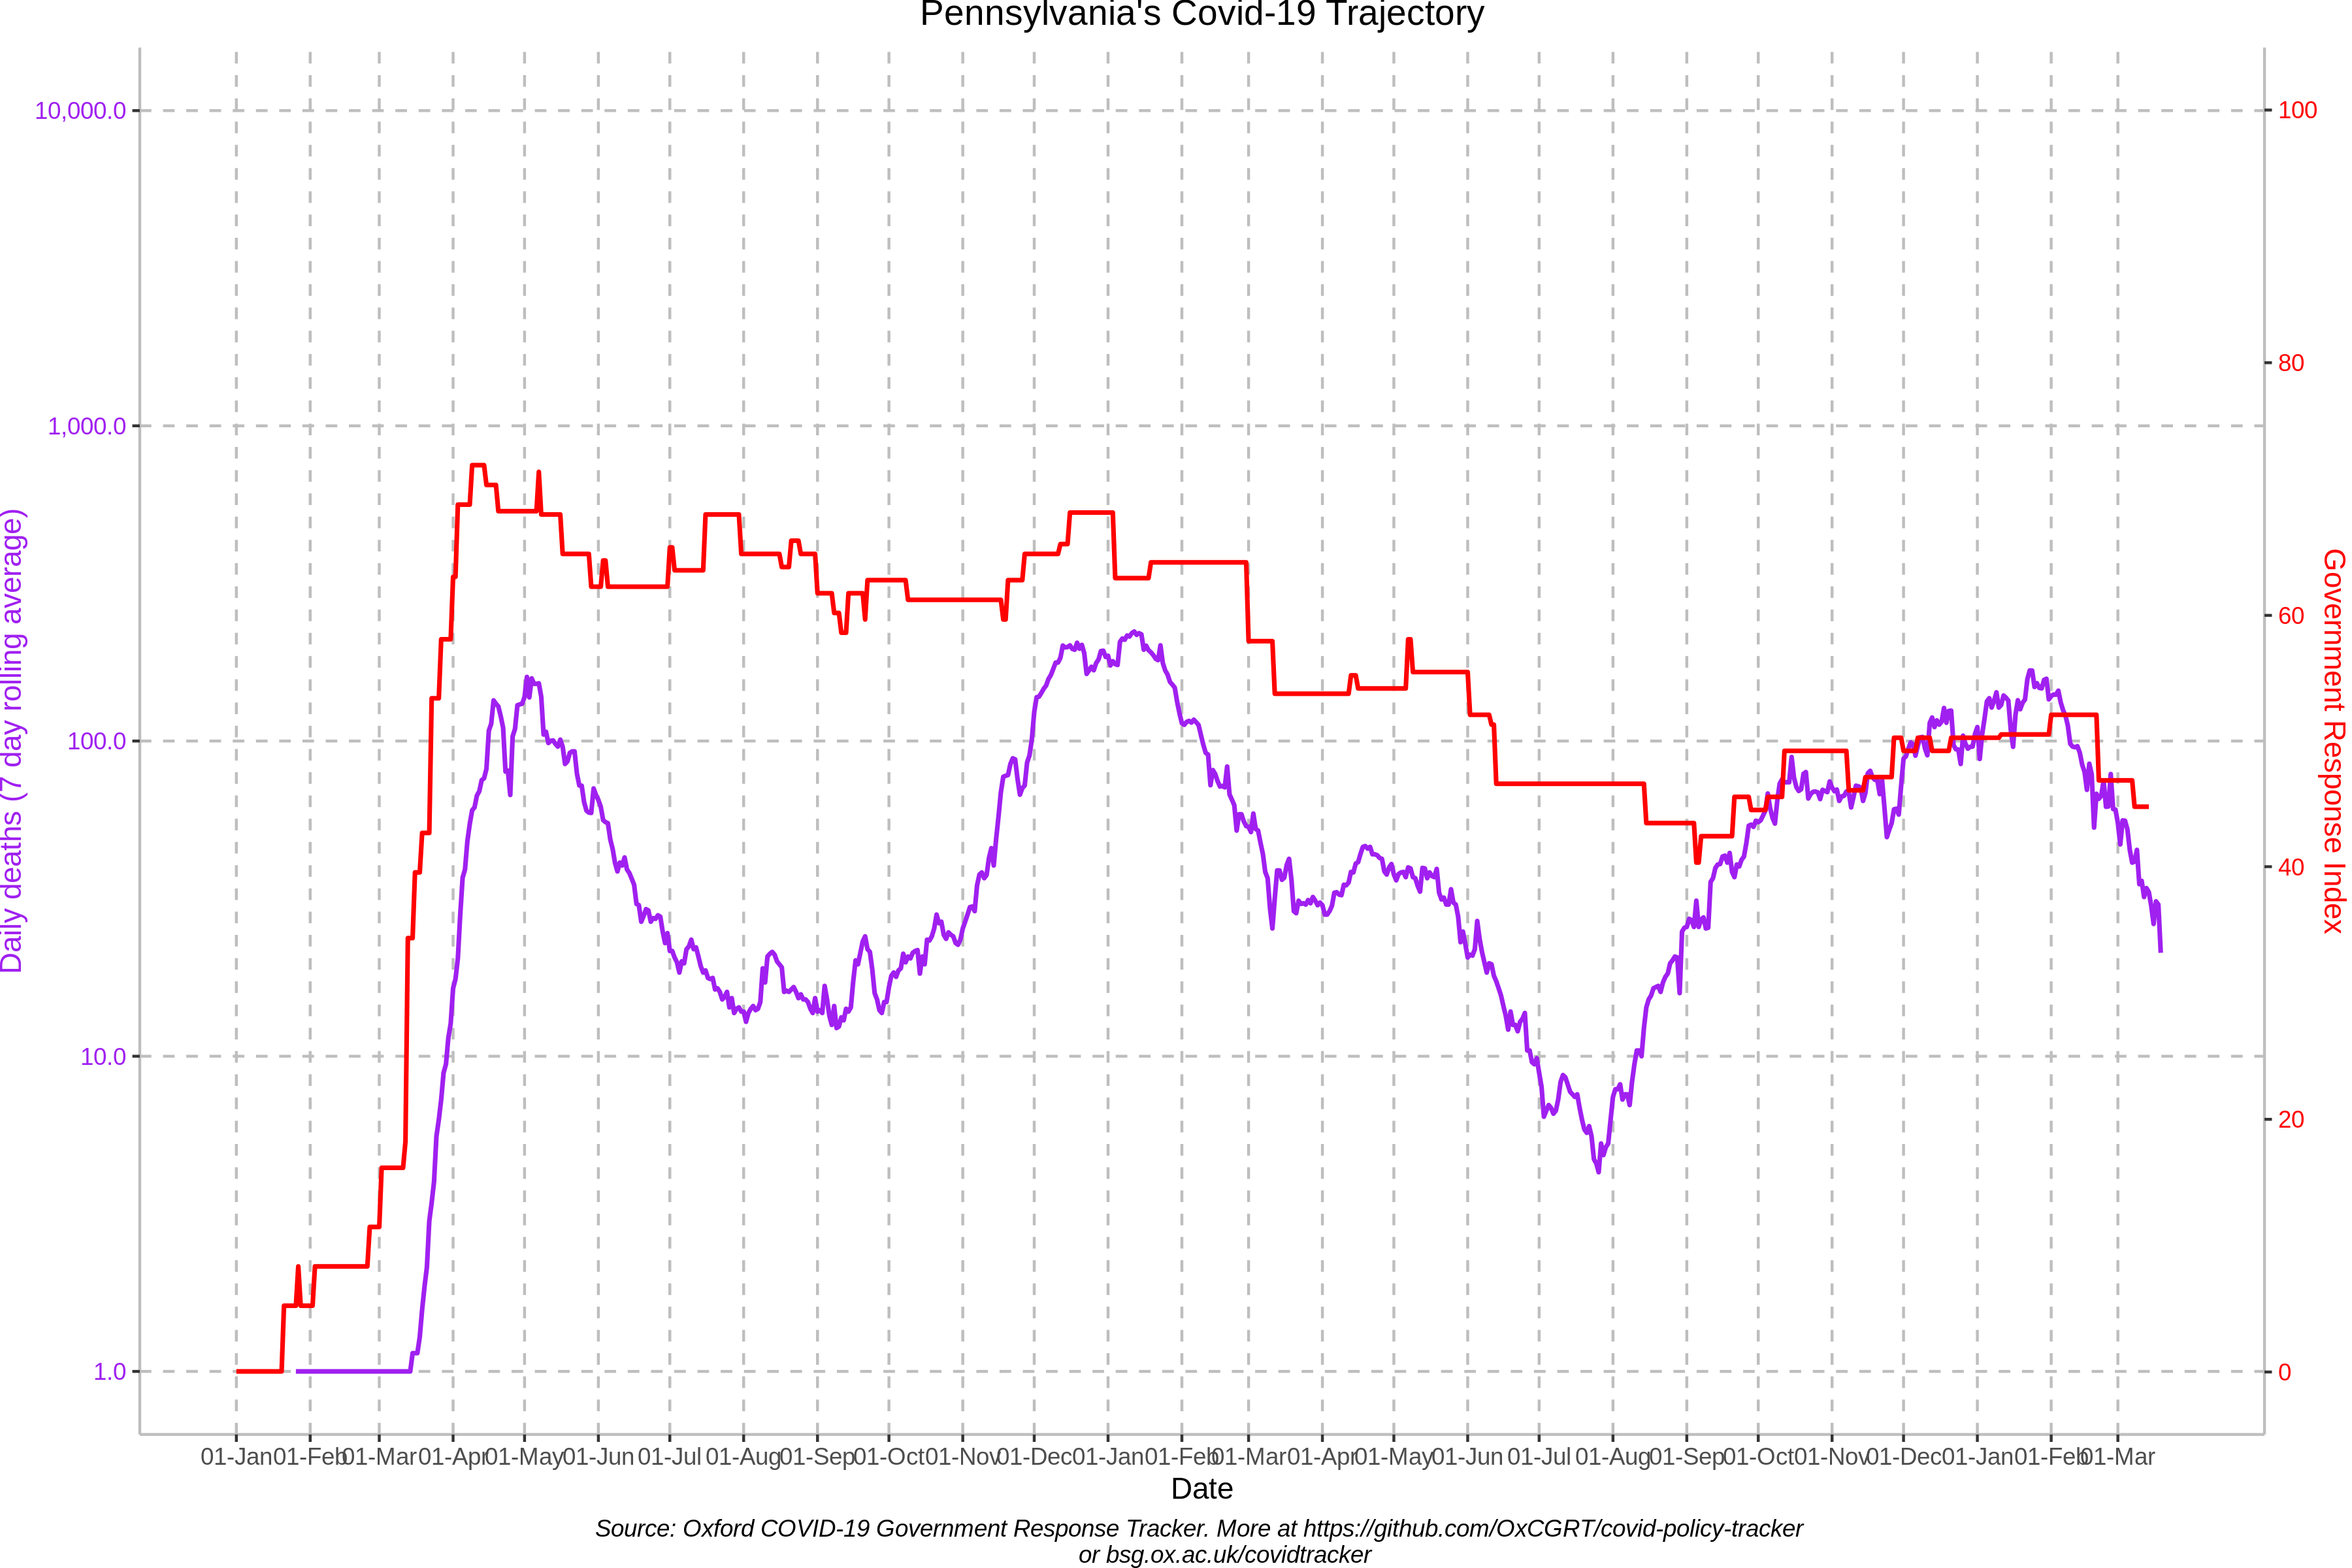 Pennsylvania's Covid-19 Trajectory
10,000.0
1,000.0
100.0
10.0
1.0
Daily deaths (7 day rolling average)
100
80
60
40
20
0
Government Response Index
01-Jan 01-Feb 01-Mar 01-Apr 01-May 01-Jun 01-Jul 01-Aug 01-Sep 01-Oct 01-Nov 01-Dec 01-Jan 01-Feb 01-Mar 01-Apr 01-May 01-Jun 01-Jul 01-Aug 01-Sep 01-Oct 01-Nov 01-Dec 01-Jan 01-Feb 01-Mar
Date
Source: Oxford COVID-19 Government Response Tracker. More at https://github.com/OxCGRT/covid-policy-tracker
or bsg.ox.ac.uk/covidtracker